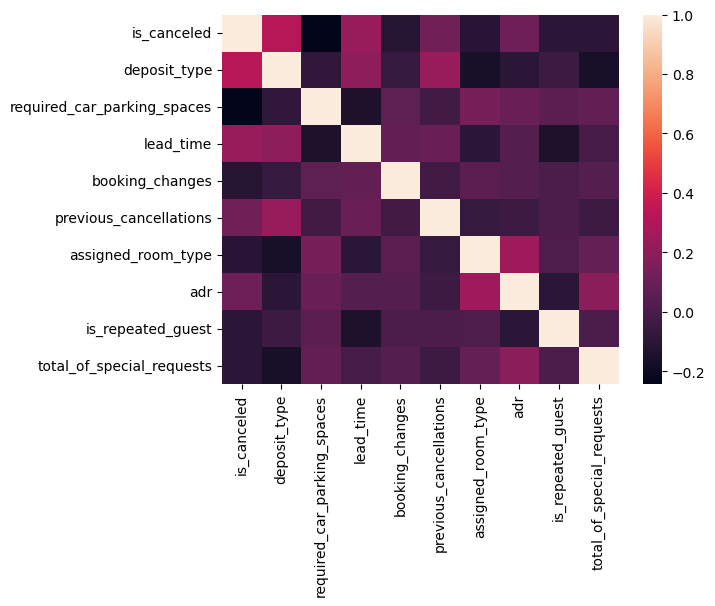 is_canceled
deposit_type
required_car_parking_spaces
lead_time
booking_changes
previous_cancellations
assigned_room_type
adr
is_repeated_guest
total_of_special_requests
is_canceled
deposit_type
required_car_parking_spaces
lead_time
booking_changes
previous_cancellations
assigned_room_type
adr
is_repeated_guest
total_of_special_requests
1.0
0.8
0.6
0.4
0.2
0.0
−0.2